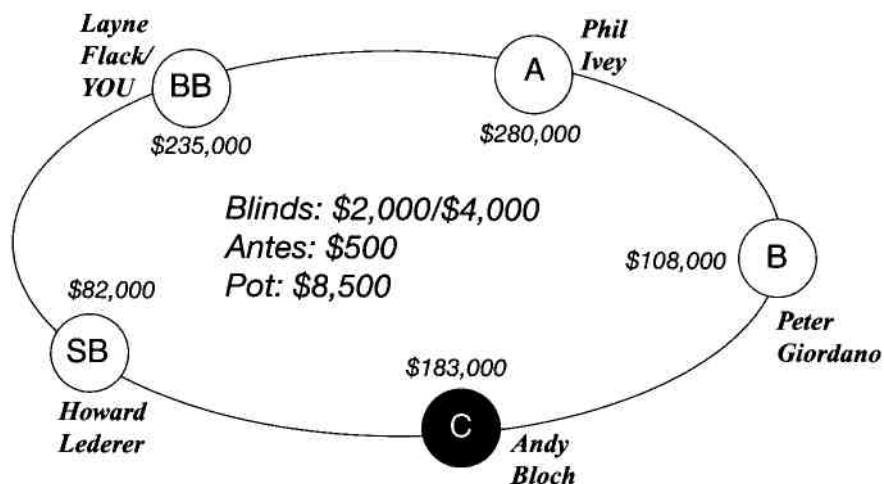 Layne
Flack/
YOU
BB
$235,000
Phil
Ivey
A
$280,000
Blinds: $2,000/$4,000
Antes: $500
Pot: $8,500
$108,000
B
Peter
Giordano
$82,000
SB
Howard
Lederer
$183,000
C
Andy
Bloch